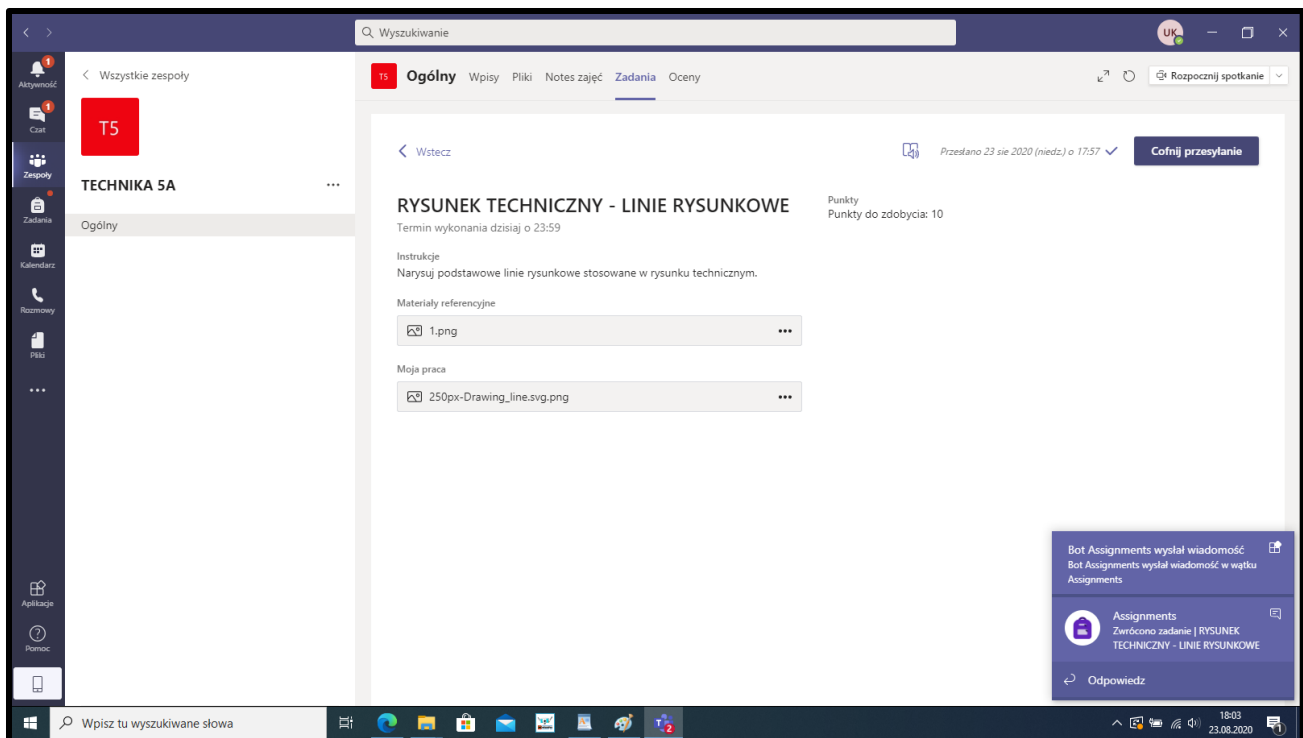 Wyszukiwanie
UK
1
Aktywność
1
Czat
Zespoły
Zadania
Kalendarz
Rozmowy
Pliki
Aplikacje
Pomoc
Wszystkie zespoły
T5
TECHNIKA 5A
Ogólny
T5 Ogólny Wpisy Pliki Notes zajęć Zadania Oceny
Rozpocznij spotkanie
Wstecz
Przesłano 23 sie 2020 (niedz.) o 17:57
Cofnij przesyłanie
RYSUNEK TECHNICZNY - LINIE RYSUNKOWE
Termin wykonania dzisiaj o 23:59
Punkty
Punkty do zdobycia: 10
Instrukcje
Narysuj podstawowe linie rysunkowe stosowane w rysunku technicznym.
Materiały referencyjne
1.png
Moja praca
250px-Drawing_line.svg.png
Bot Assignments wysłał wiadomość
Bot Assignments wysłał wiadomość w wątku
Assignments
Assignments
Zwrócono zadanie | RYSUNEK
TECHNICZNY - LINIE RYSUNKOWE
Odpowiedz
Wpisz tu wyszukiwane słowa
T
2
18:03
23.08.2020
1